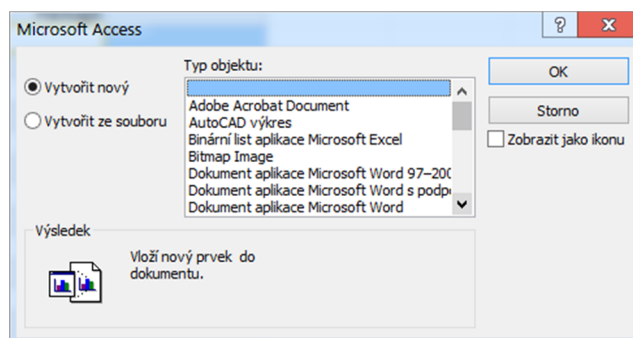 Microsoft Access
?
Vytvořit nový
Vytvořit ze souboru
Typ objektu:
Adobe Acrobat Document
AutoCAD výkres
Binární list aplikace Microsoft Excel
Bitmap Image
Dokument aplikace Microsoft Word 97–200
Dokument aplikace Microsoft Word s podp
Dokument aplikace Microsoft Word
OK
Storno
Zobrazit jako ikonu
Výsledek
Vloží nový prvek do
dokumentu.